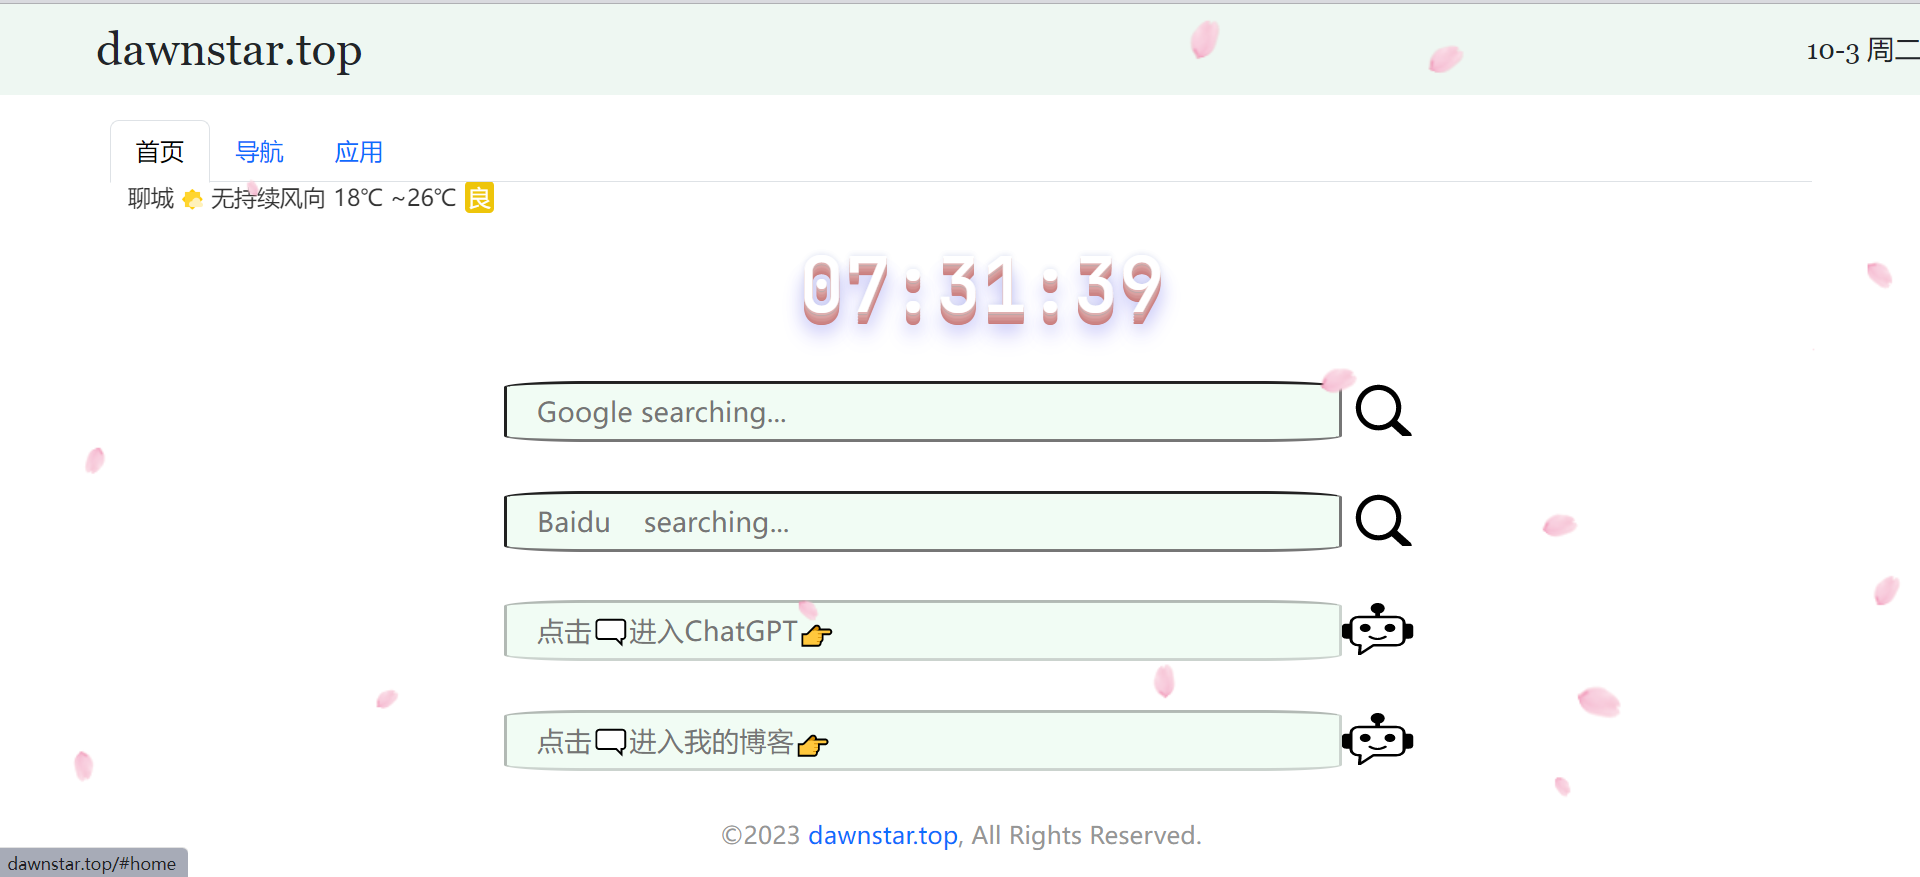 dawnstar.top
10-3 周二
首页 导航 应用
聊城 无持续风向 18℃ ~26℃ 良
07:31:39
Google searching...
Baidu searching...
点击🗨进入ChatGPT👉
点击🗨进入我的博客👉
©2023 dawnstar.top, All Rights Reserved.
dawnstar.top/#home